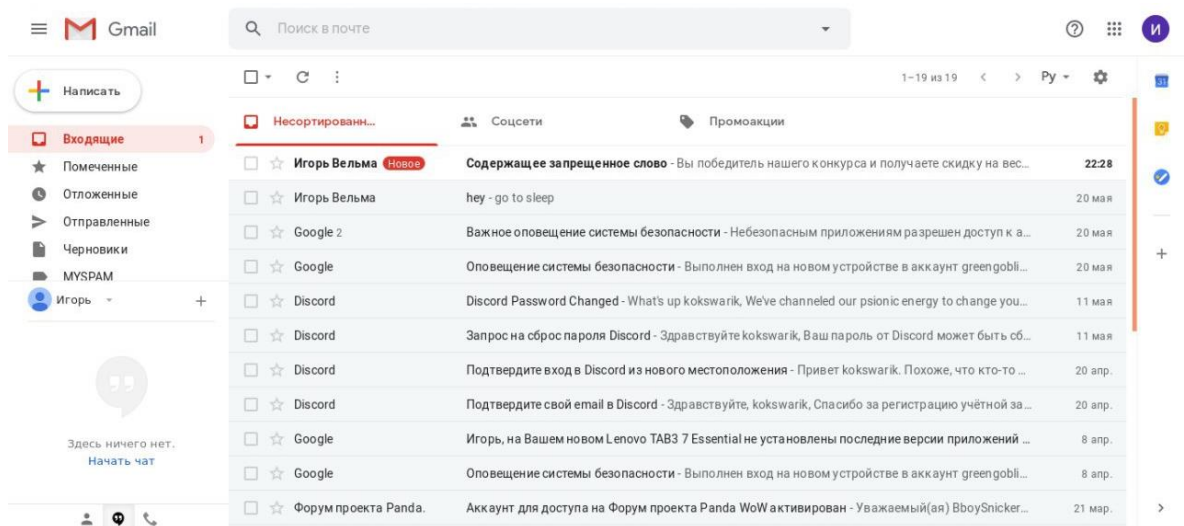 Gmail
Поиск в почте
И
Написать
1–19 из 19
Ру
31
Несортированн...
Соцсети
Промоакции
Входящие 1
Помеченные
Отложенные
Отправленные
Черновики
MYSPAM
Игорь
Здесь ничего нет.
Начать чат
Игорь Вельма Новое Содержащее запрещенное слово - Вы победитель нашего конкурса и получаете скидку на вес... 22:28
Игорь Вельма hey - go to sleep 20 мая
Google 2 Важное оповещение системы безопасности - Небезопасным приложениям разрешен доступ к а... 20 мая
Google Оповещение системы безопасности - Выполнен вход на новом устройстве в аккаунт greengobli... 20 мая
Discord Discord Password Changed - What's up kokswarik, We've channeled our psionic energy to change you... 11 мая
Discord Запрос на сброс пароля Discord - Здравствуйте kokswarik, Ваш пароль от Discord может быть сб... 11 мая
Discord Подтвердите вход в Discord из нового местоположения - Привет kokswarik. Похоже, что кто-то ... 20 апр.
Discord Подтвердите свой email в Discord - Здравствуйте, kokswarik, Спасибо за регистрацию учётной за... 20 апр.
Google Игорь, на Вашем новом Lenovo TAB3 7 Essential не установлены последние версии приложений ... 8 апр.
Google Оповещение системы безопасности - Выполнен вход на новом устройстве в аккаунт greengobli... 8 апр.
Форум проекта Panda. Аккаунт для доступа на Форум проекта Panda WoW активирован - Уважаемый(ая) BboySnicker... 21 мар.